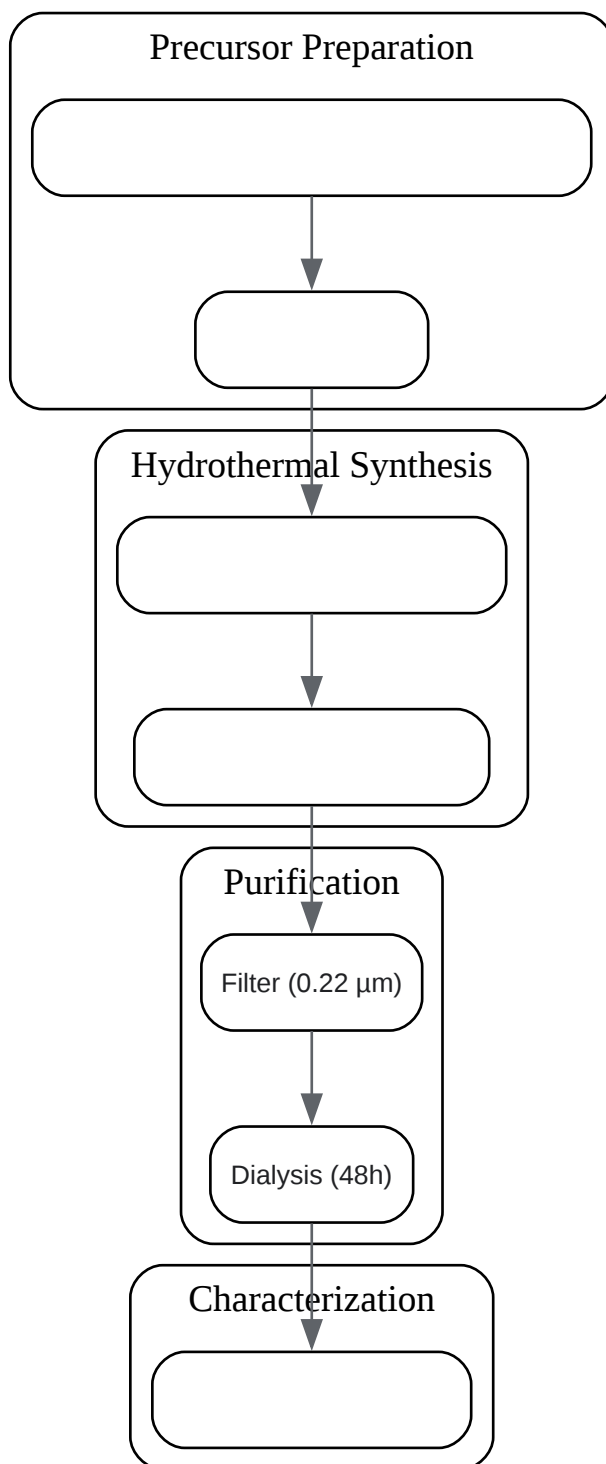 Precursor Preparation
Hydrothermal Synthesis
Purification
Filter (0.22 µm)
Dialysis (48h)
Characterization